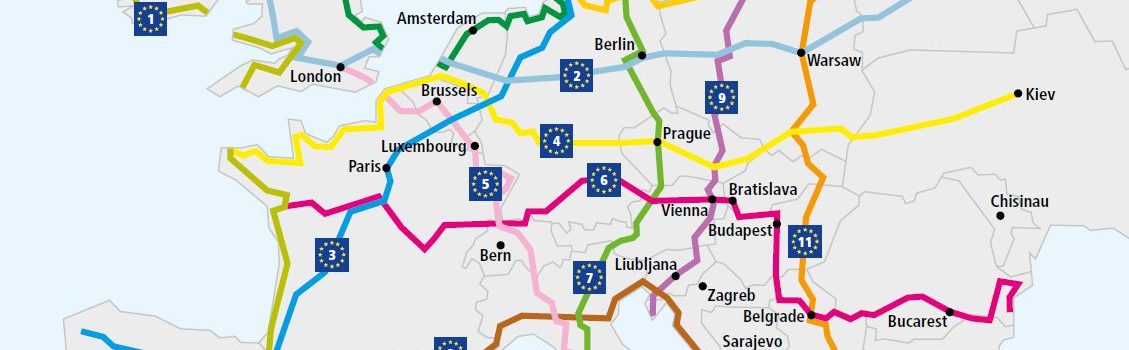 1
Amsterdam
Berlin
Warsaw
London
2
Brussels
9
Kiev
4
Prague
Luxembourg
Paris
5
6
Bratislava
Vienna
Chisinau
Budapest
3
Bern
11
7
Liubljana
Zagreb
Belgrade
Bucarest
Sarajevo